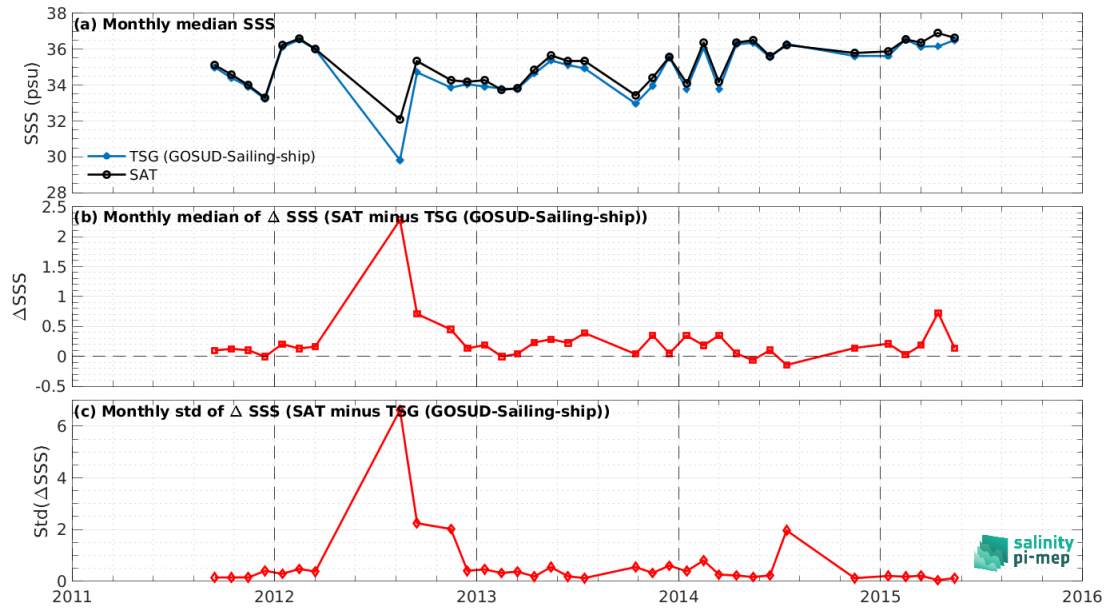 (a) Monthly median SSS
38
36
34
32
30
28
SSS (psu)
TSG (GOSUD-Sailing-ship)
SAT
(b) Monthly median of Δ SSS (SAT minus TSG (GOSUD-Sailing-ship))
2.5
2
1.5
1
0.5
0
-0.5
ΔSSS
(c) Monthly std of Δ SSS (SAT minus TSG (GOSUD-Sailing-ship))
6
4
2
0
Std(ΔSSS)
salinity
pi-mep
2011 2012 2013 2014 2015 2016